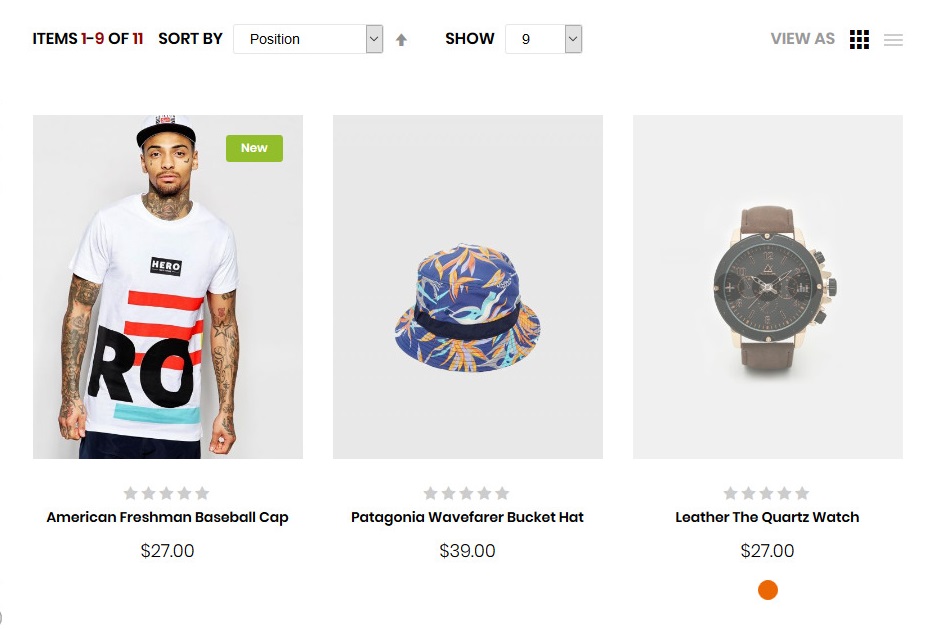 ITEMS 1-9 OF 11 SORT BY Position SHOW 9 VIEW AS
New
HERO
RO
American Freshman Baseball Cap
Patagonia Wavefarer Bucket Hat
Leather The Quartz Watch
$27.00
$39.00
$27.00